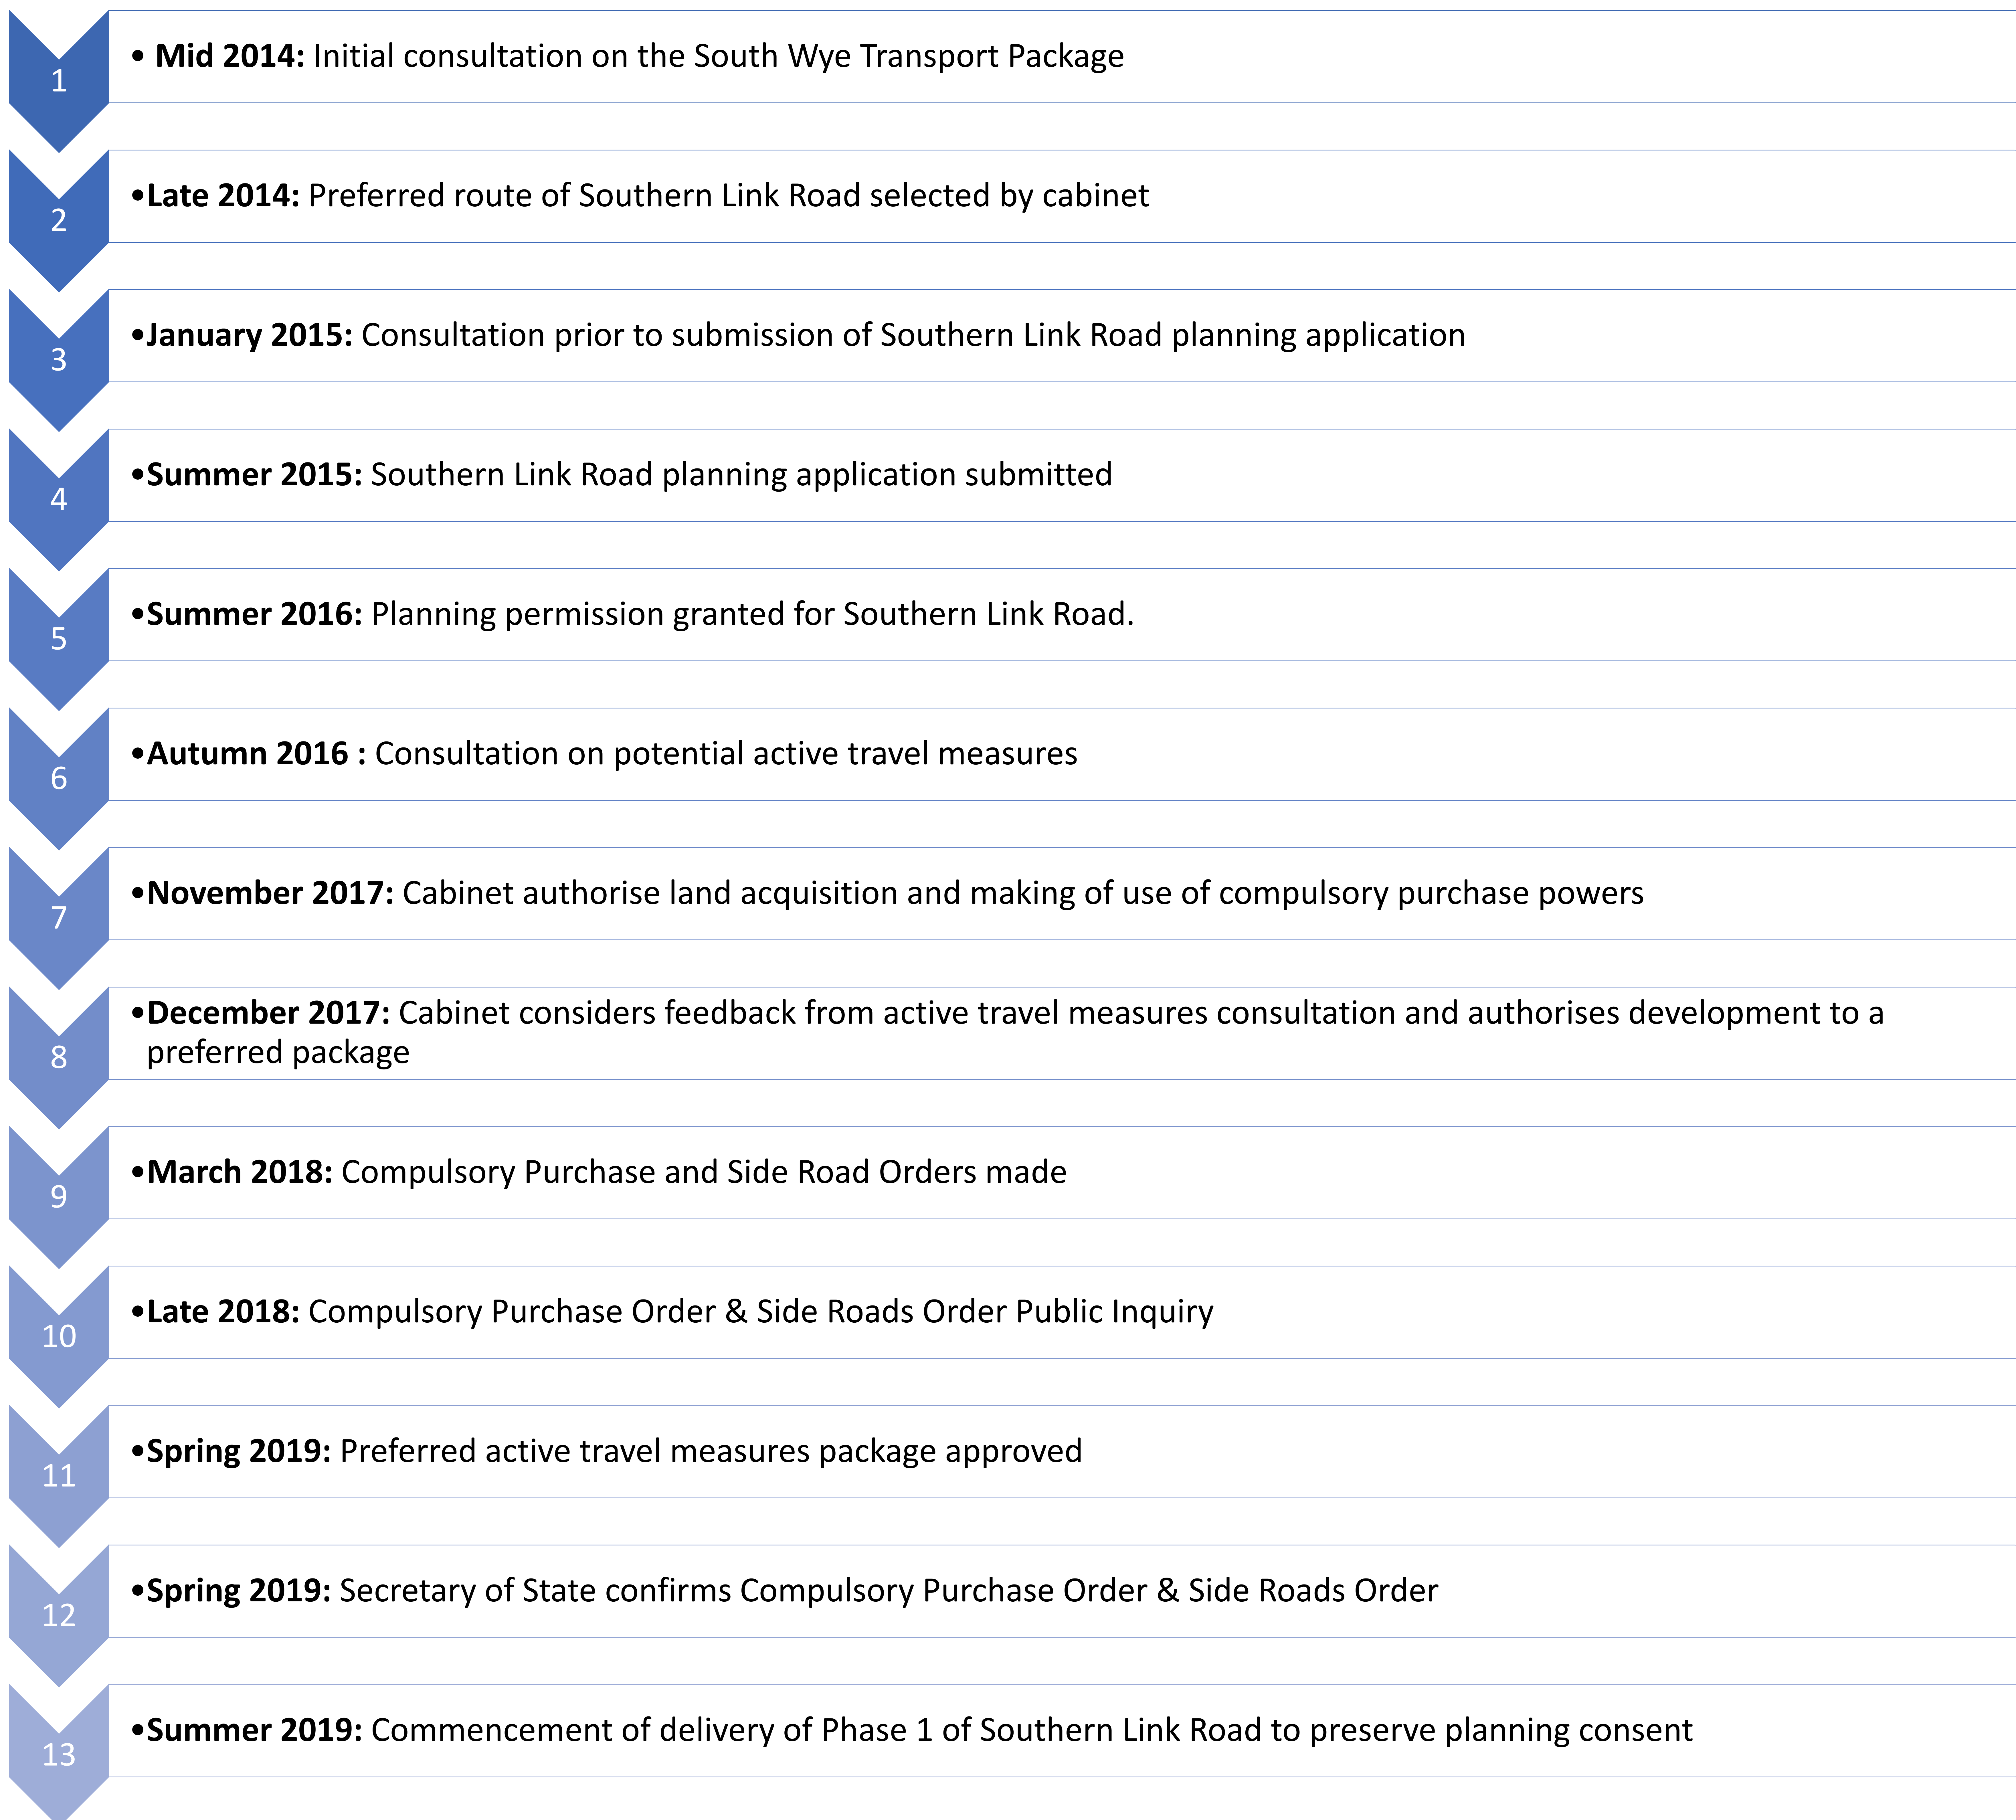 1
• Mid 2014: Initial consultation on the South Wye Transport Package
2
•Late 2014: Preferred route of Southern Link Road selected by cabinet
3
•January 2015: Consultation prior to submission of Southern Link Road planning application
4
•Summer 2015: Southern Link Road planning application submitted
5
•Summer 2016: Planning permission granted for Southern Link Road.
6
•Autumn 2016 : Consultation on potential active travel measures
7
•November 2017: Cabinet authorise land acquisition and making of use of compulsory purchase powers
8
•December 2017: Cabinet considers feedback from active travel measures consultation and authorises development to a
preferred package
9
•March 2018: Compulsory Purchase and Side Road Orders made
10
•Late 2018: Compulsory Purchase Order & Side Roads Order Public Inquiry
11
•Spring 2019: Preferred active travel measures package approved
12
•Spring 2019: Secretary of State confirms Compulsory Purchase Order & Side Roads Order
13
•Summer 2019: Commencement of delivery of Phase 1 of Southern Link Road to preserve planning consent